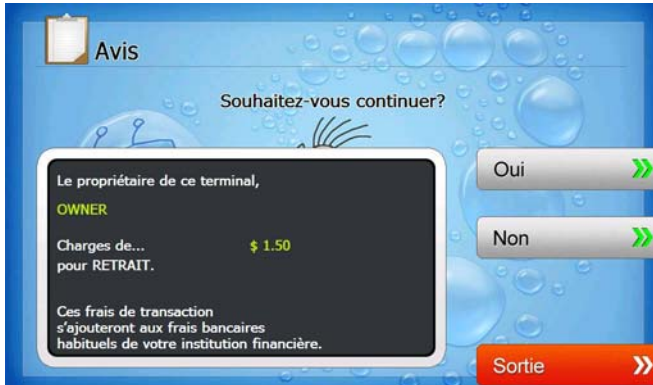 Avis
Souhaitez-vous continuer?
Le propriétaire de ce terminal,
OWNER
Charges de... $ 1.50
pour RETRAIT.
Ces frais de transaction
s'ajouteront aux frais bancaires
habituels de votre institution financière.
Oui
Non
Sortie